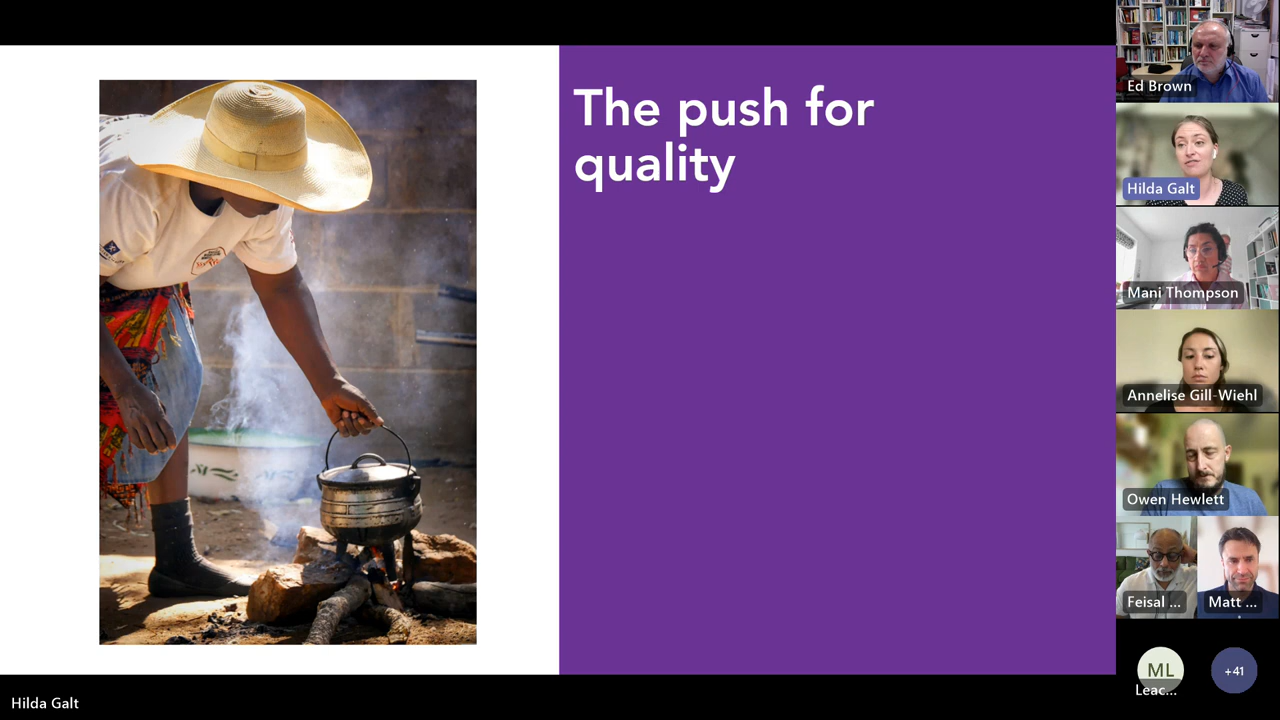 The push for
quality
Ed Brown
Hilda Galt
Mani Thompson
Annelise Gill-Wiehl
Owen Hewlett
Feisal ...
Matt ...
ML
Leac...
+41
Hilda Galt